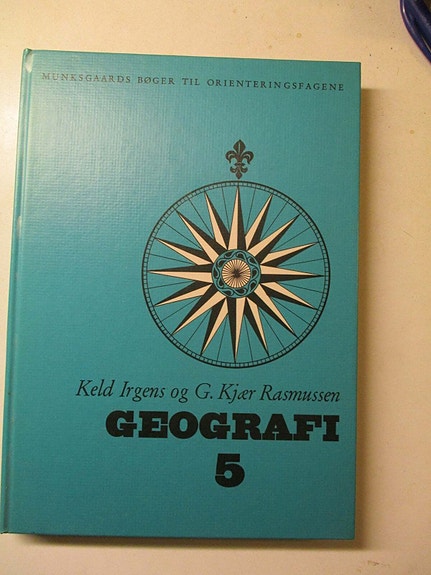 MUNKSGAARDS BØGER TIL ORIENTERINGSFAGENE
Keld Irgens og G. Kjær Rasmussen
GEOGRAFI
5